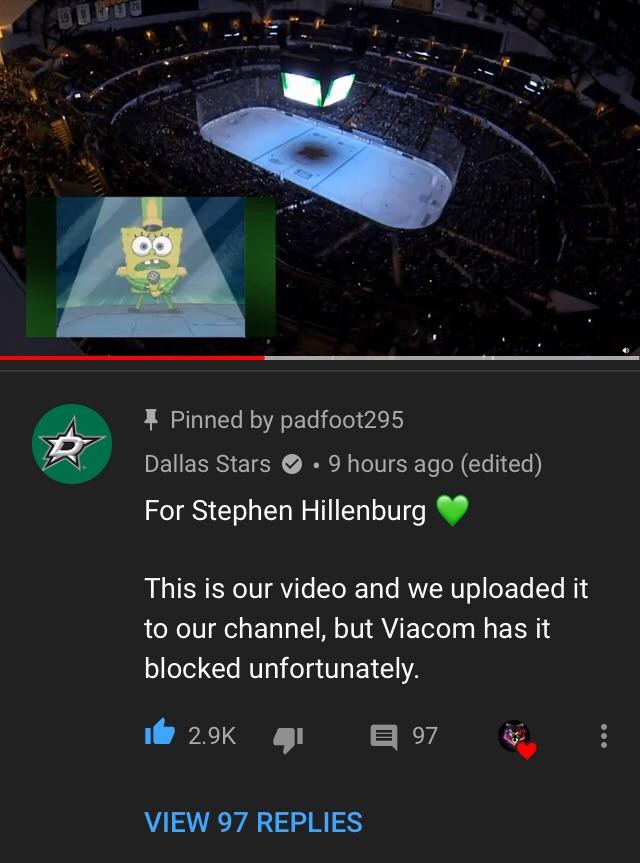 Pinned by padfoot295
Dallas Stars • 9 hours ago (edited)
For Stephen Hillenburg 💚
This is our video and we uploaded it
to our channel, but Viacom has it
blocked unfortunately.
2.9K 97
VIEW 97 REPLIES